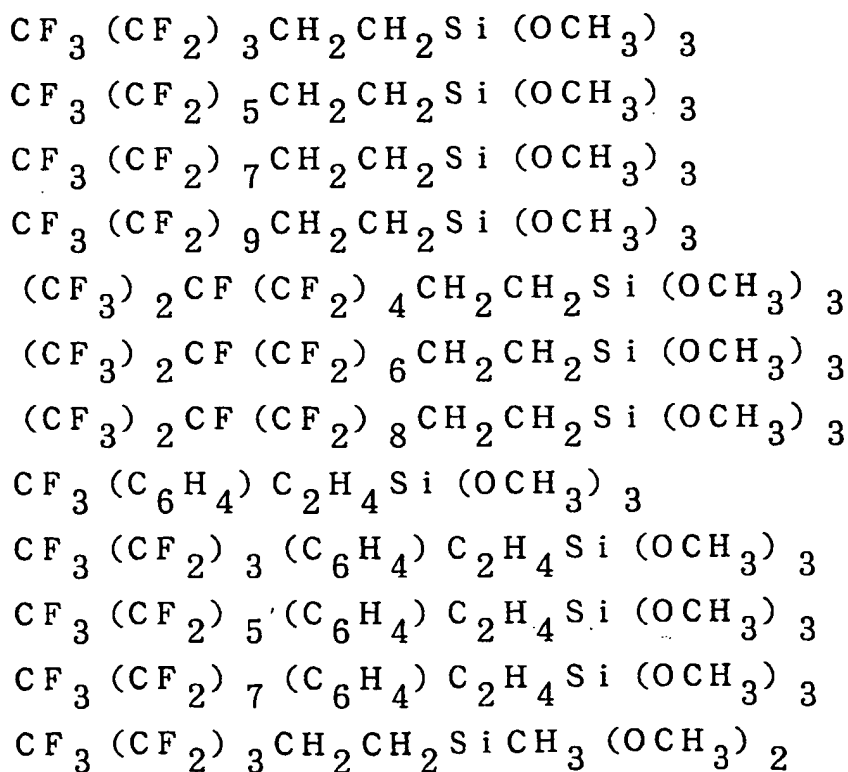 CF₃(CF₂)₃CH₂CH₂Si(OCH₃)₃
CF₃(CF₂)₅CH₂CH₂Si(OCH₃)₃
CF₃(CF₂)₇CH₂CH₂Si(OCH₃)₃
CF₃(CF₂)₉CH₂CH₂Si(OCH₃)₃
(CF₃)₂CF(CF₂)₄CH₂CH₂Si(OCH₃)₃
(CF₃)₂CF(CF₂)₆CH₂CH₂Si(OCH₃)₃
(CF₃)₂CF(CF₂)₈CH₂CH₂Si(OCH₃)₃
CF₃(C₆H₄)C₂H₄Si(OCH₃)₃
CF₃(CF₂)₃(C₆H₄)C₂H₄Si(OCH₃)₃
CF₃(CF₂)₅(C₆H₄)C₂H₄Si(OCH₃)₃
CF₃(CF₂)₇(C₆H₄)C₂H₄Si(OCH₃)₃
CF₃(CF₂)₃CH₂CH₂SiCH₃(OCH₃)₂